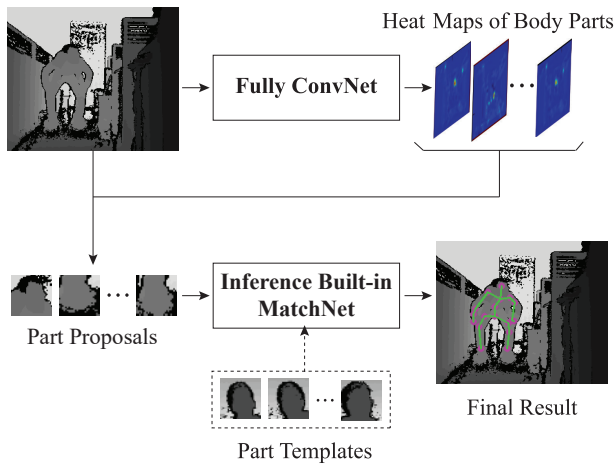 Heat Maps of Body Parts
Fully ConvNet
Inference Built-in
MatchNet
Part Proposals
Part Templates
Final Result